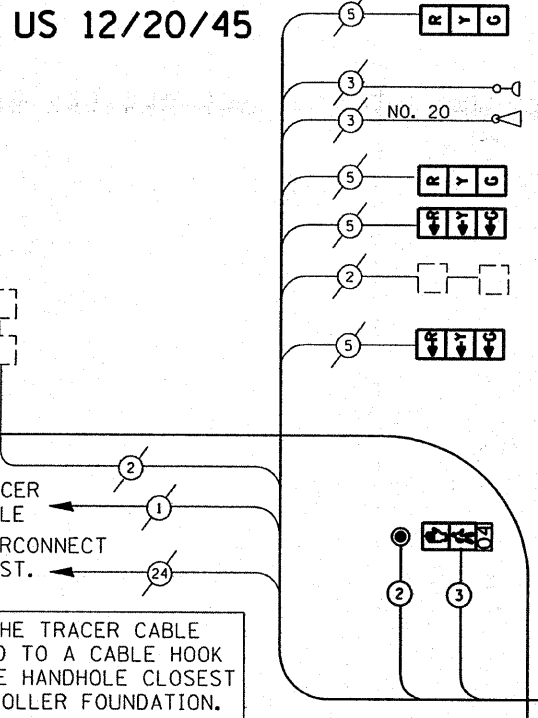 US 12/20/45
5
R Y G
3
3
NO. 20
5
R Y G
5
R Y G
2
5
R Y G
2
CER
LE
1
RCONNECT
ST.
24
04
2
3
HE TRACER CABLE
D TO A CABLE HOOK
E HANDHOLE CLOSEST
OLLER FOUNDATION.